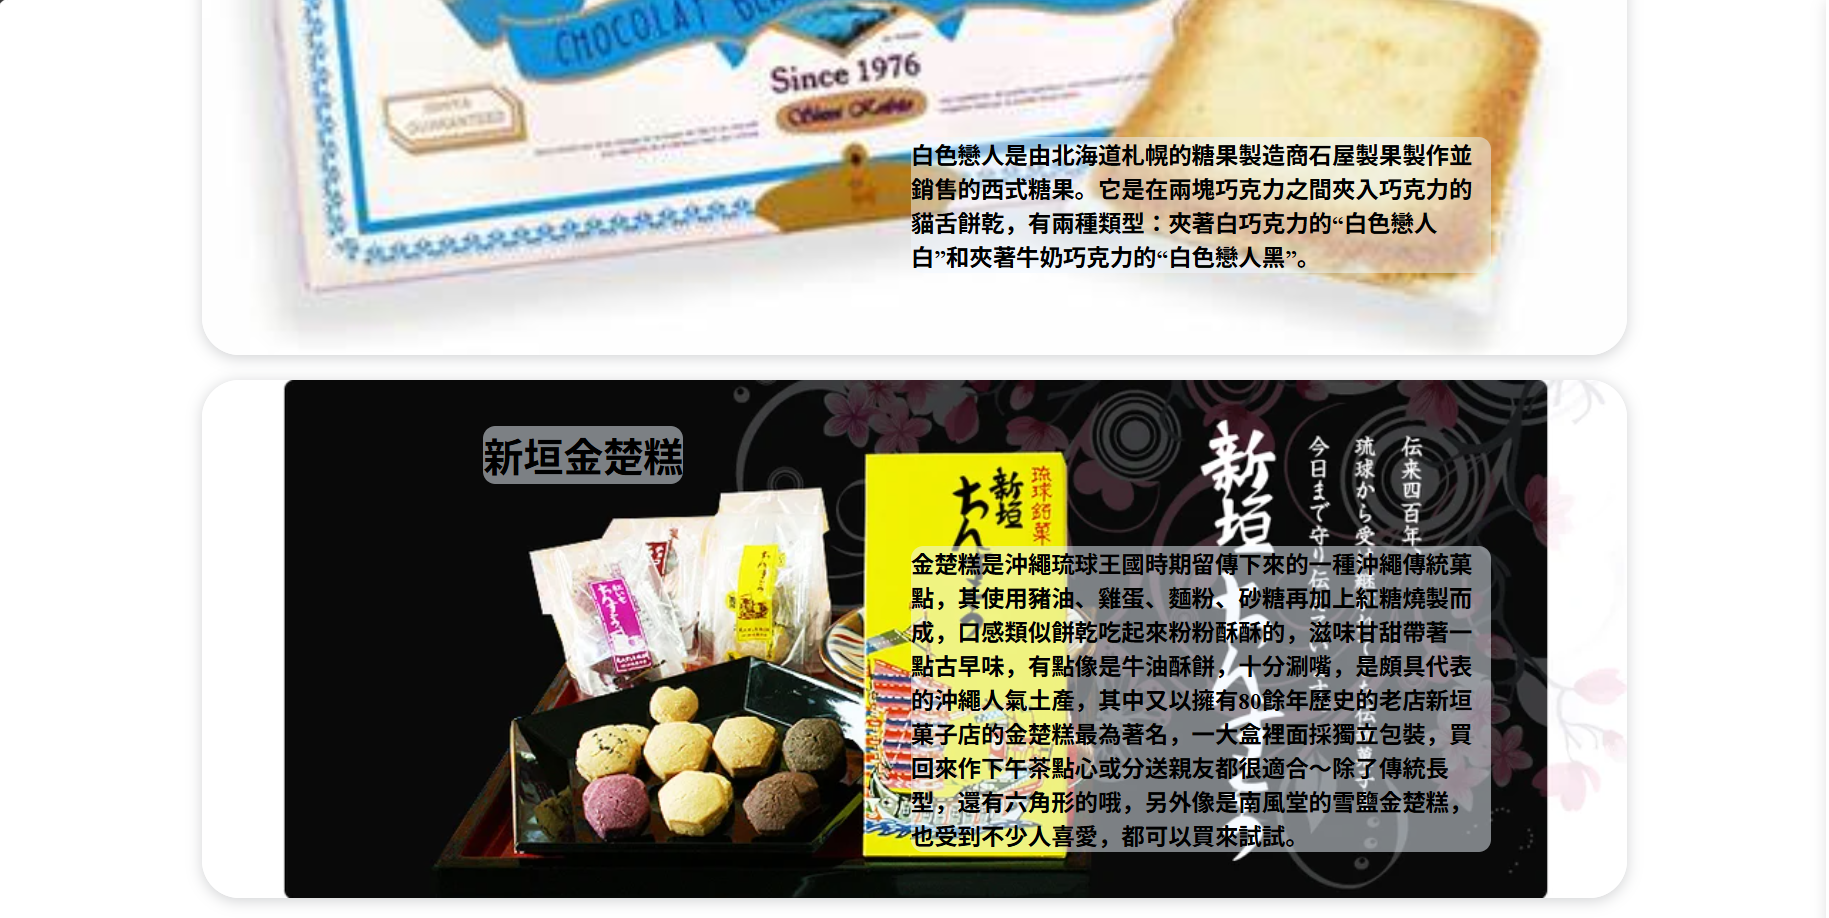 CHOCOLAT
Since 1976
GUARANTEED
白色戀人是由北海道札幌的糖果製造商石屋製果製作並
銷售的西式糖果。它是在兩塊巧克力之間夾入巧克力的
貓舌餅乾，有兩種類型：夾著白巧克力的“白色戀人
白”和夾著牛奶巧克力的“白色戀人黑”。
新垣金楚糕
琉球銘菓
新垣
ちん
新垣
伝来四百年、
琉球から受
今日まで守り伝
金楚糕是沖繩琉球王國時期留傳下來的一種沖繩傳統菓
點，其使用豬油、雞蛋、麵粉、砂糖再加上紅糖燒製而
成，口感類似餅乾吃起來粉粉酥酥的，滋味甘甜帶著一
點古早味，有點像是牛油酥餅，十分涮嘴，是頗具代表
的沖繩人氣土產，其中又以擁有80餘年歷史的老店新垣
菓子店的金楚糕最為著名，一大盒裡面採獨立包裝，買
回來作下午茶點心或分送親友都很適合～除了傳統長
型，還有六角形的哦，另外像是南風堂的雪鹽金楚糕，
也受到不少人喜愛，都可以買來試試。